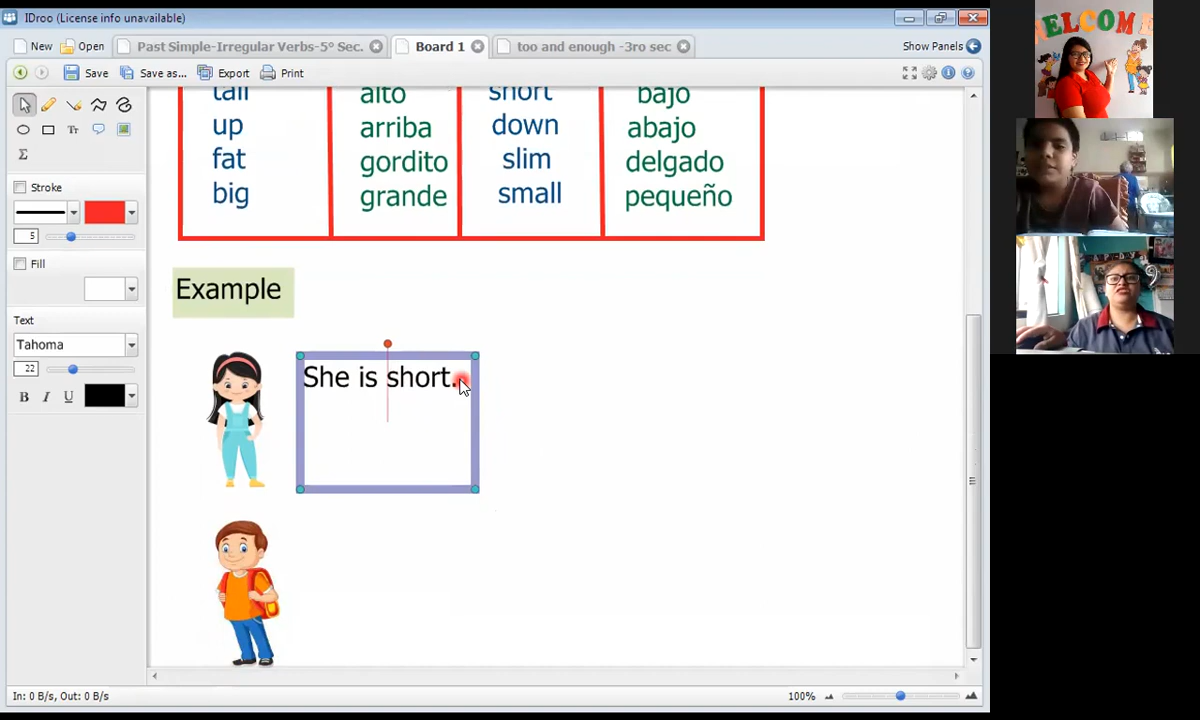 IDroo (License info unavailable)
New Open Past Simple-Irregular Verbs-5° Sec. Board 1 too and enough -3ro sec Show Panels
Save Save as... Export Print
Tt
Σ
Stroke
5
Fill
Text
Tahoma
22
B I U
tall alto short bajo
up arriba down abajo
fat gordito slim delgado
big grande small pequeño
Example
She is short.
In: 0 B/s, Out: 0 B/s 100%
WELCOME